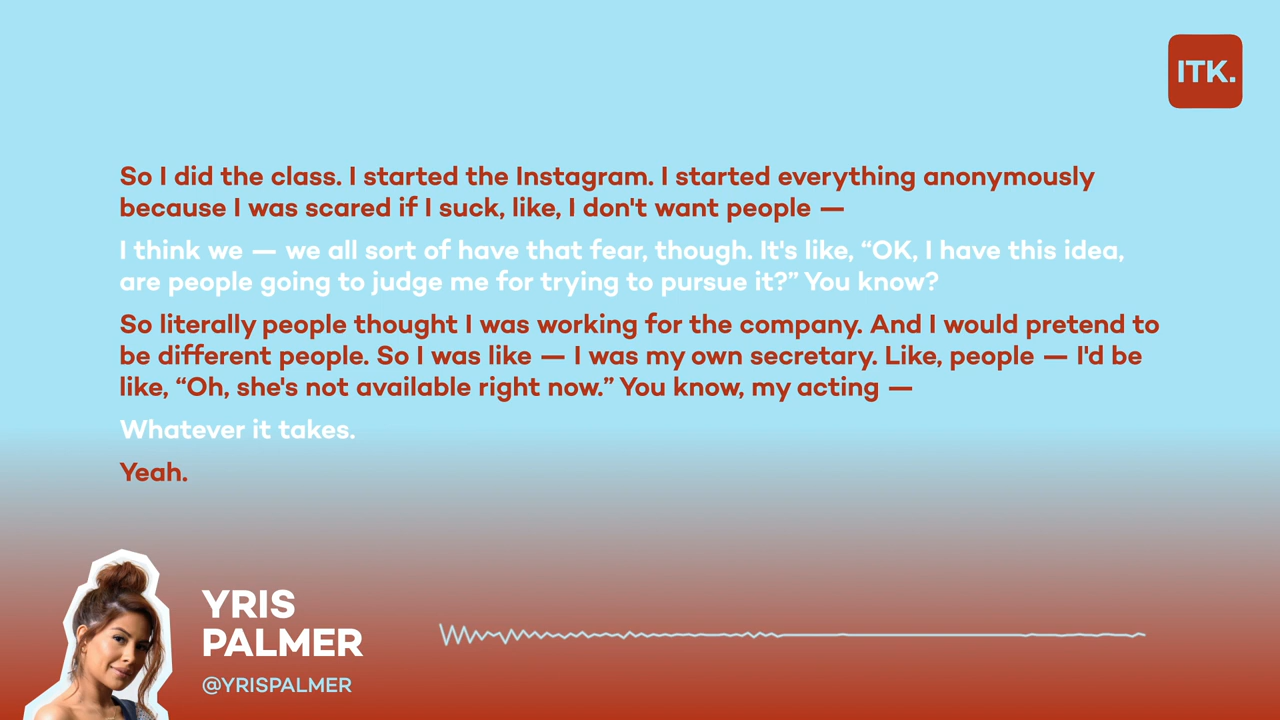 ITK.
So I did the class. I started the Instagram. I started everything anonymously
because I was scared if I suck, like, I don't want people —
I think we — we all sort of have that fear, though. It's like, “OK, I have this idea,
are people going to judge me for trying to pursue it?” You know?
So literally people thought I was working for the company. And I would pretend to
be different people. So I was like — I was my own secretary. Like, people — I'd be
like, “Oh, she's not available right now.” You know, my acting —
Whatever it takes.
Yeah.
YRIS
PALMER
@YRISPALMER